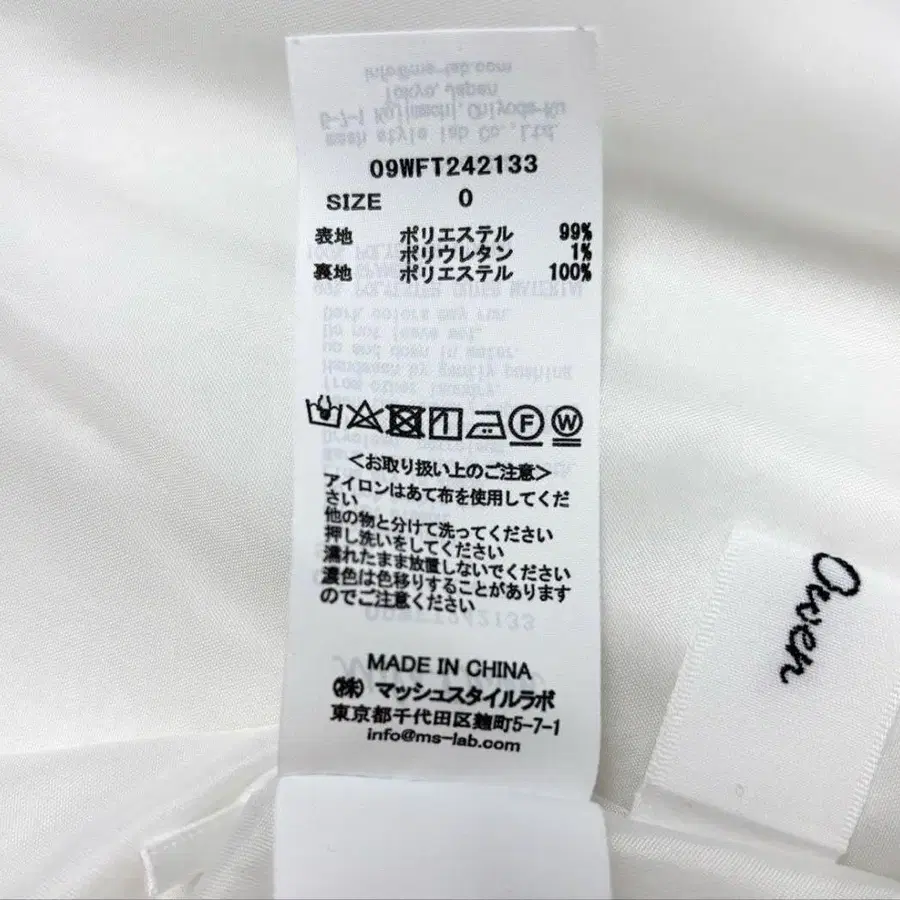 09WFT242133
SIZE 0
表地 ポリエステル 99%
ポリウレタン 1%
裏地 ポリエステル 100%
F W
<お取り扱い上のご注意>
アイロンはあて布を使用してくだ
さい
他の物と分けて洗ってください
押し洗いをしてください
濡れたまま放置しないでください
濃色は色移りすることがあります
のでご注意ください
MADE IN CHINA
㈱ マッシュスタイルラボ
東京都千代田区麹町5-7-1
info@ms-lab.com
Owen